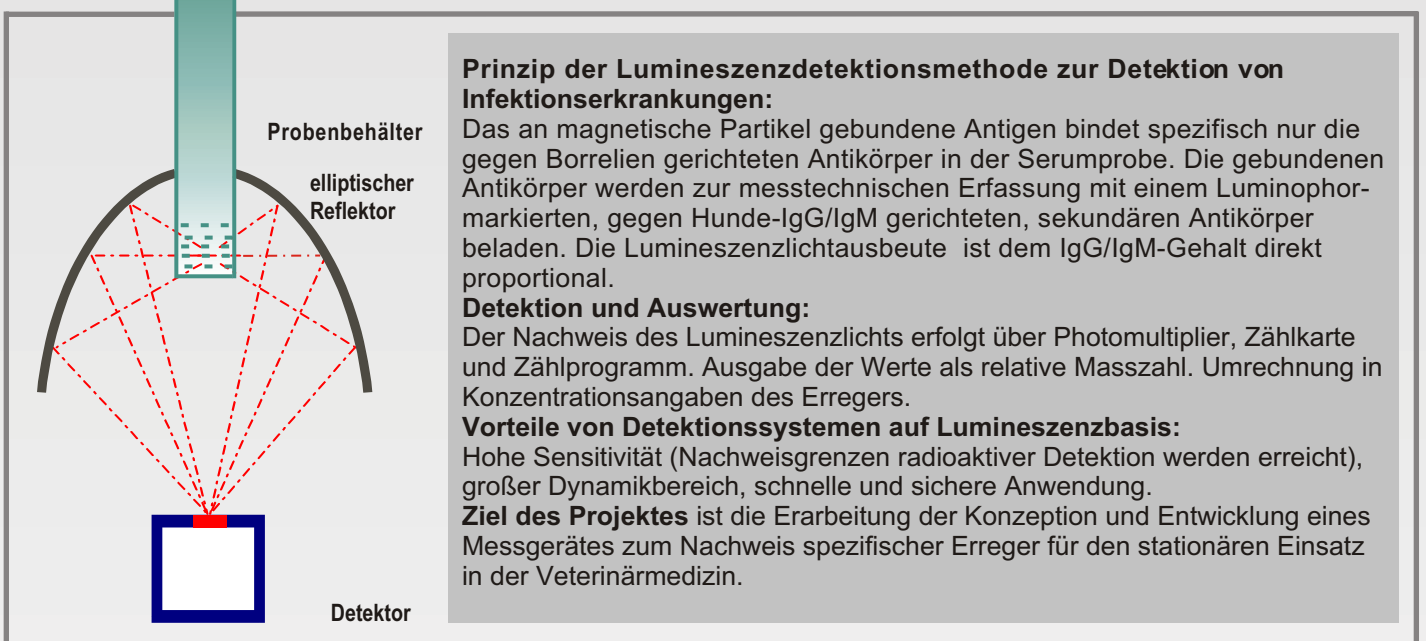 Probenbehälter
elliptischer
Reflektor
Detektor
Prinzip der Lumineszenzdetektionsmethode zur Detektion von
Infektionserkrankungen:
Das an magnetische Partikel gebundene Antigen bindet spezifisch nur die
gegen Borrelien gerichteten Antikörper in der Serumprobe. Die gebundenen
Antikörper werden zur messtechnischen Erfassung mit einem Luminophor-
markierten, gegen Hunde-IgG/IgM gerichteten, sekundären Antikörper
beladen. Die Lumineszenzlichtausbeute  ist dem IgG/IgM-Gehalt direkt
proportional.
Detektion und Auswertung:
Der Nachweis des Lumineszenzlichts erfolgt über Photomultiplier, Zählkarte
und Zählprogramm. Ausgabe der Werte als relative Masszahl. Umrechnung in
Konzentrationsangaben des Erregers.
Vorteile von Detektionssystemen auf Lumineszenzbasis:
Hohe Sensitivität (Nachweisgrenzen radioaktiver Detektion werden erreicht),
großer Dynamikbereich, schnelle und sichere Anwendung.
Ziel des Projektes ist die Erarbeitung der Konzeption und Entwicklung eines
Messgerätes zum Nachweis spezifischer Erreger für den stationären Einsatz
in der Veterinärmedizin.